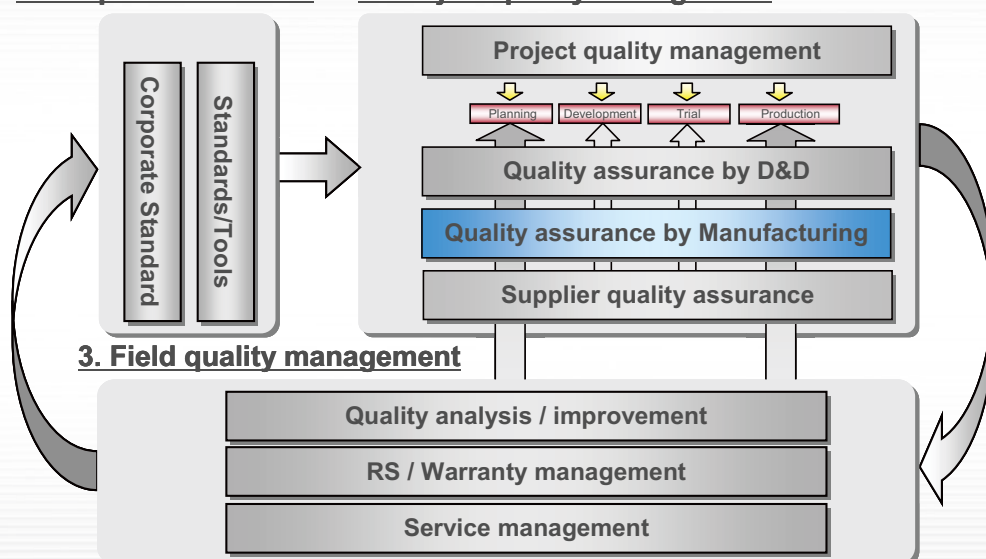 Project quality management
Planning
Development
Trial
Production
Corporate Standard
Standards/Tools
Quality assurance by D&D
Quality assurance by Manufacturing
Supplier quality assurance
3. Field quality management
Quality analysis / improvement
RS / Warranty management
Service management